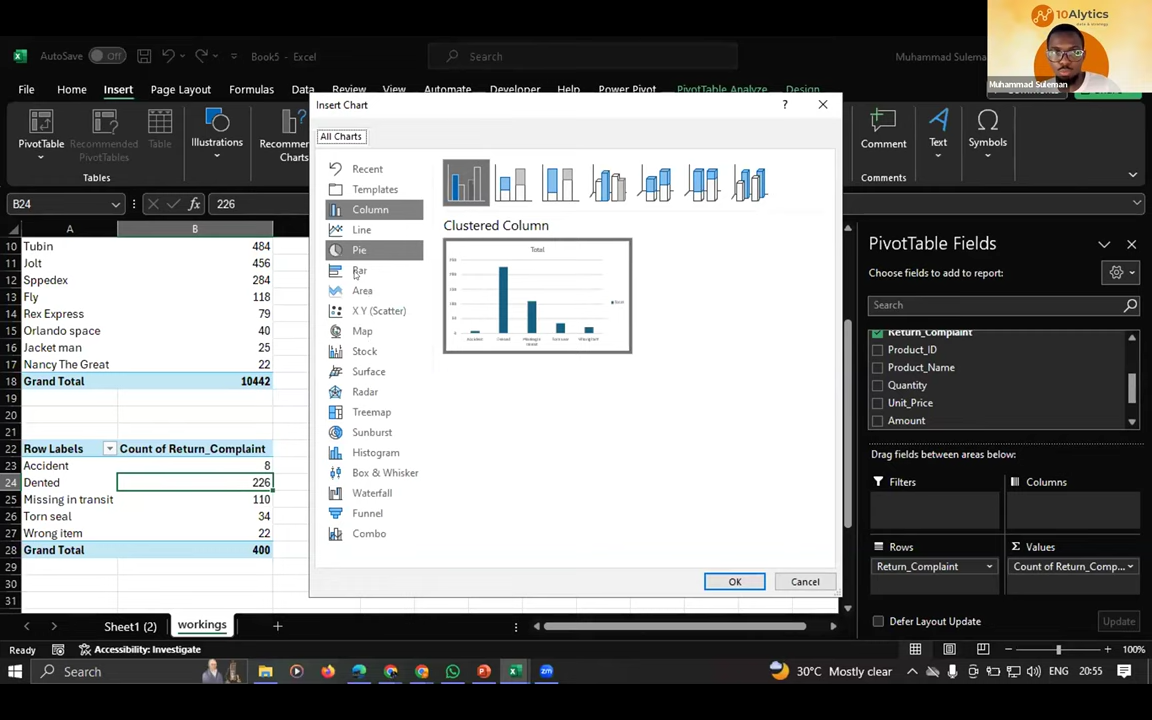 10Alytics
data & strategy
Muhammad Suleman
AutoSave
Off
Book5 - Excel
Search
Muhammad Sulema
File
Home
Insert
Page Layout
Formulas
Data
Review
View
Automate
Developer
Help
Power Pivot
PivotTable Analyze
Design
PivotTable
Recommended
PivotTables
Table
Illustrations
Recommen
Charts
Comment
Text
Symbols
Tables
Comments
B24
226
Insert Chart
?
All Charts
Recent
Templates
Column
Line
Pie
Bar
Area
X Y (Scatter)
Map
Stock
Surface
Radar
Treemap
Sunburst
Histogram
Box & Whisker
Waterfall
Funnel
Combo
Clustered Column
Total
OK
Cancel
A
B
10 Tubin 484
11 Jolt 456
12 Sppedex 284
13 Fly 118
14 Rex Express 79
15 Orlando space 40
16 Jacket man 25
17 Nancy The Great 22
18 Grand Total 10442
19
20
21
22 Row Labels Count of Return_Complaint
23 Accident 8
24 Dented 226
25 Missing in transit 110
26 Torn seal 34
27 Wrong item 22
28 Grand Total 400
29
30
31
PivotTable Fields
Choose fields to add to report:
Search
Return_Complaint
Product_ID
Product_Name
Quantity
Unit_Price
Amount
Drag fields between areas below:
Filters
Columns
Rows
Σ Values
Return_Complaint
Count of Return_Comp...
Defer Layout Update
Update
Sheet1 (2)
workings
Ready
Accessibility: Investigate
100%
Search
30°C Mostly clear
ENG
20:55